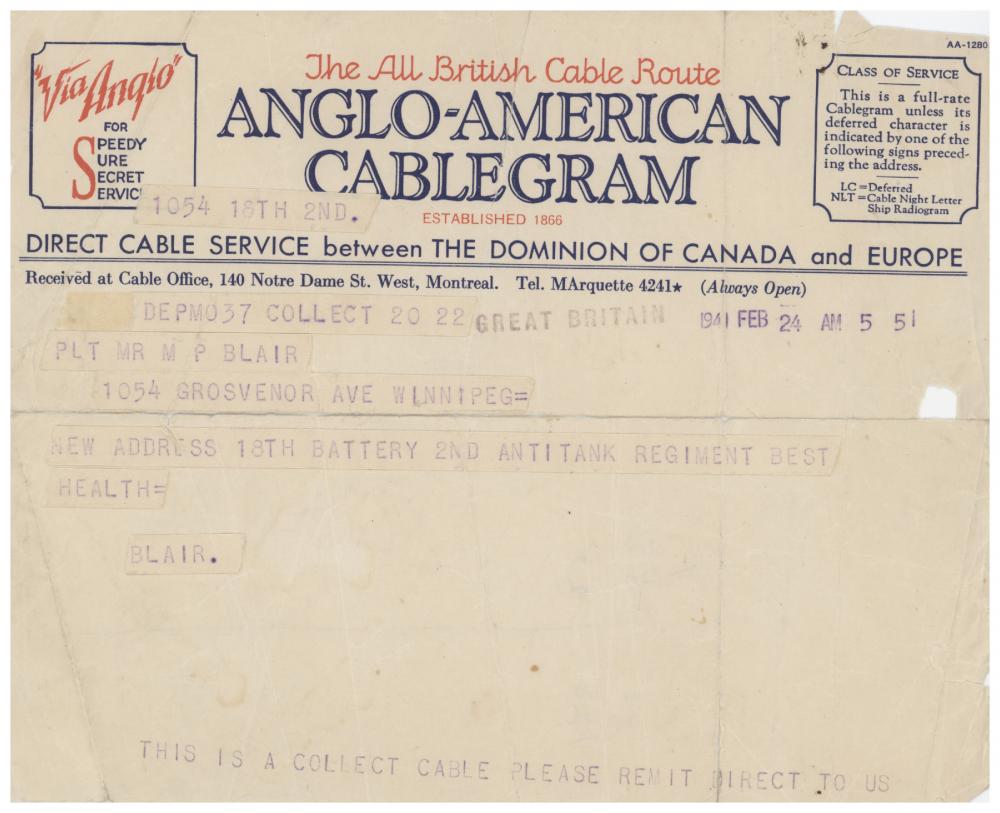 AA-1280
"Via Anglo"
FOR
SPEEDY
SURE
SECRET
SERVIC
The All British Cable Route
ANGLO-AMERICAN
CABLEGRAM
ESTABLISHED 1866
CLASS OF SERVICE
This is a full-rate
Cablegram unless its
deferred character is
indicated by one of the
following signs preced-
ing the address.
LC =Deferred
NLT =Cable Night Letter
Ship Radiogram
1054 18TH 2ND.
DIRECT CABLE SERVICE between THE DOMINION OF CANADA and EUROPE
Received at Cable Office, 140 Notre Dame St. West, Montreal. Tel. MArquette 4241★ (Always Open)
DEPMO37 COLLECT 20 22 GREAT BRITAIN 1941 FEB 24 AM 5 51
PLT MR M P BLAIR
1054 GROSVENOR AVE WINNIPEG=
NEW ADDRESS 18TH BATTERY 2ND ANTITANK REGIMENT BEST
HEALTH=
BLAIR.
THIS IS A COLLECT CABLE PLEASE REMIT DIRECT TO US